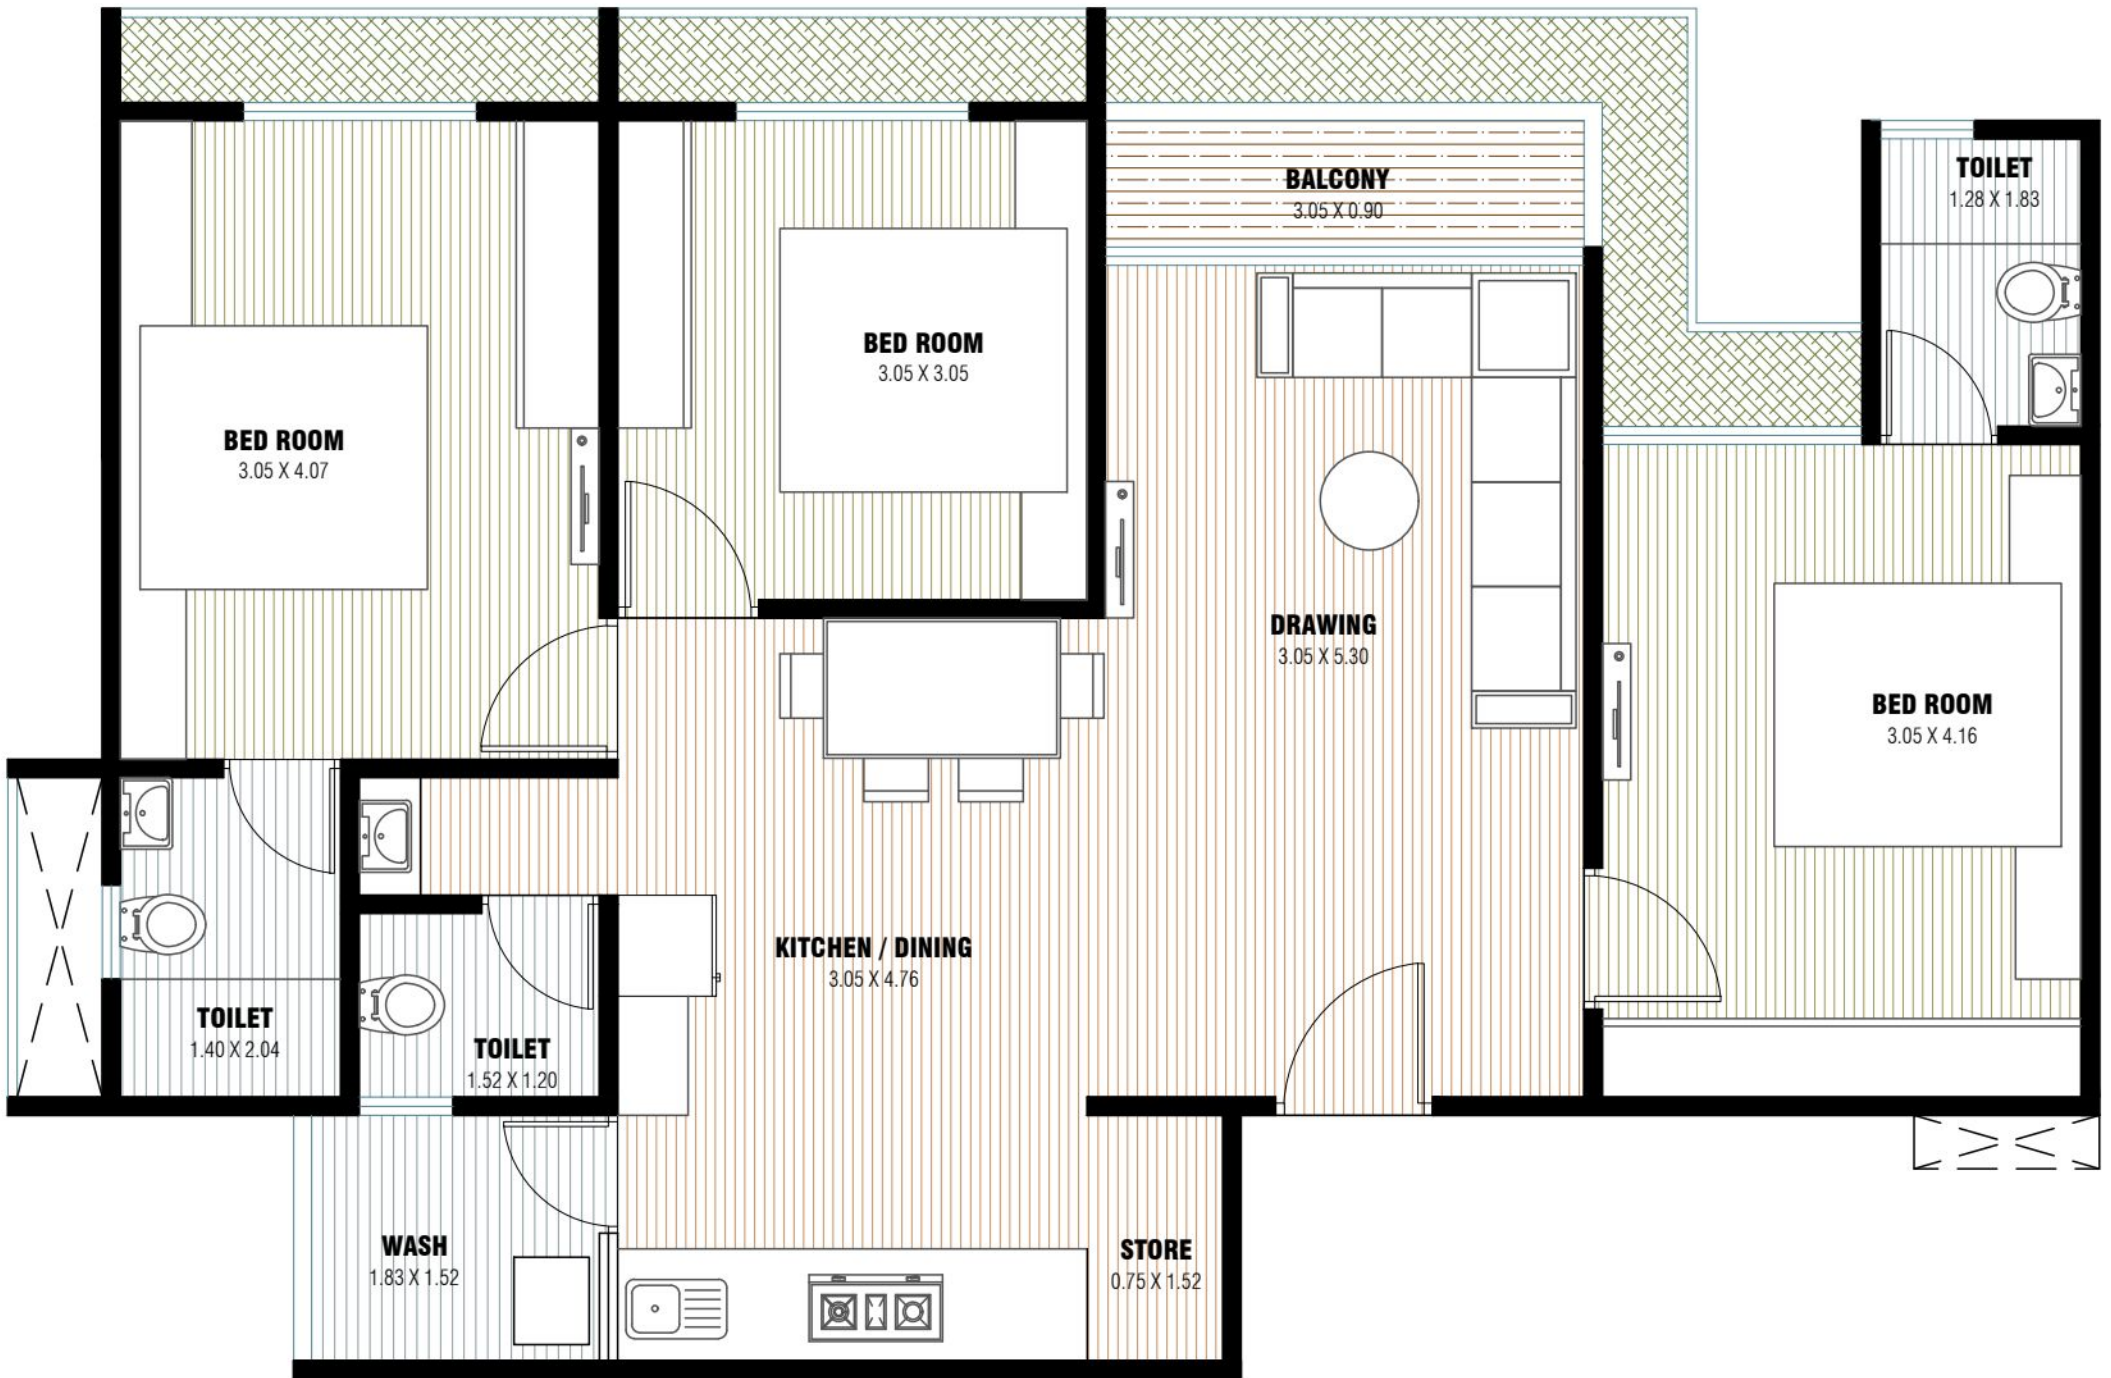 BALCONY
3.05 X 0.90
TOILET
1.28 X 1.83
BED ROOM
3.05 X 4.07
BED ROOM
3.05 X 3.05
DRAWING
3.05 X 5.30
BED ROOM
3.05 X 4.16
KITCHEN / DINING
3.05 X 4.76
TOILET
1.40 X 2.04
TOILET
1.52 X 1.20
WASH
1.83 X 1.52
STORE
0.75 X 1.52